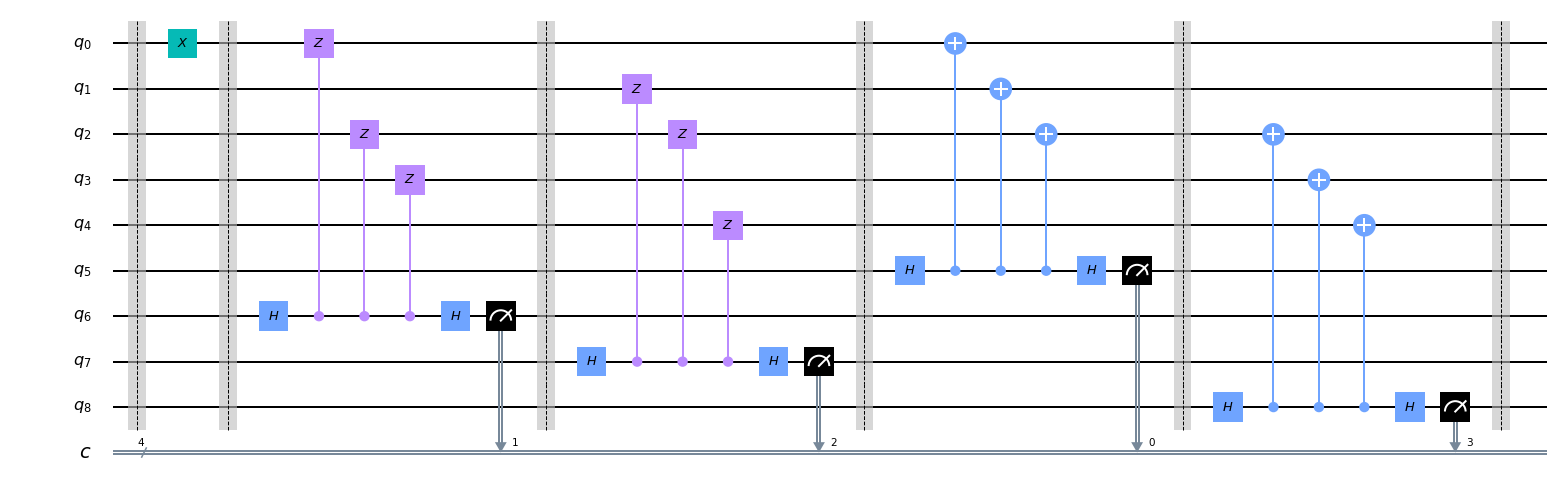 q0 X Z
q1 Z
q2 Z Z
q3 Z
q4 Z
q5 H H
q6 H H
q7 H H
q8 H H
c 4 1 2 0 3